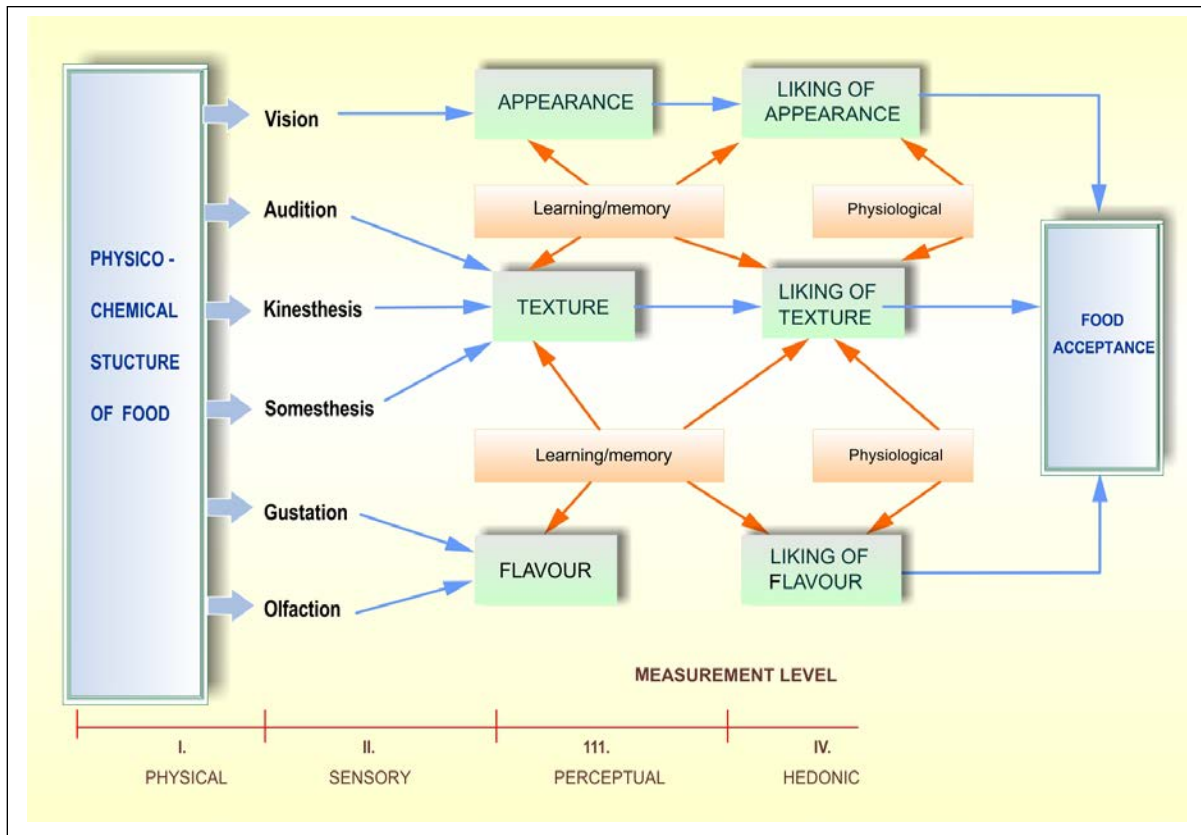 PHYSICO -
CHEMICAL
STUCTURE
OF FOOD
Vision
Audition
Kinesthesis
Somesthesis
Gustation
Olfaction
APPEARANCE
LIKING OF
APPEARANCE
Learning/memory
Physiological
TEXTURE
LIKING OF
TEXTURE
Learning/memory
Physiological
FLAVOUR
LIKING OF
FLAVOUR
FOOD
ACCEPTANCE
MEASUREMENT LEVEL
I.
II.
111.
IV.
PHYSICAL
SENSORY
PERCEPTUAL
HEDONIC